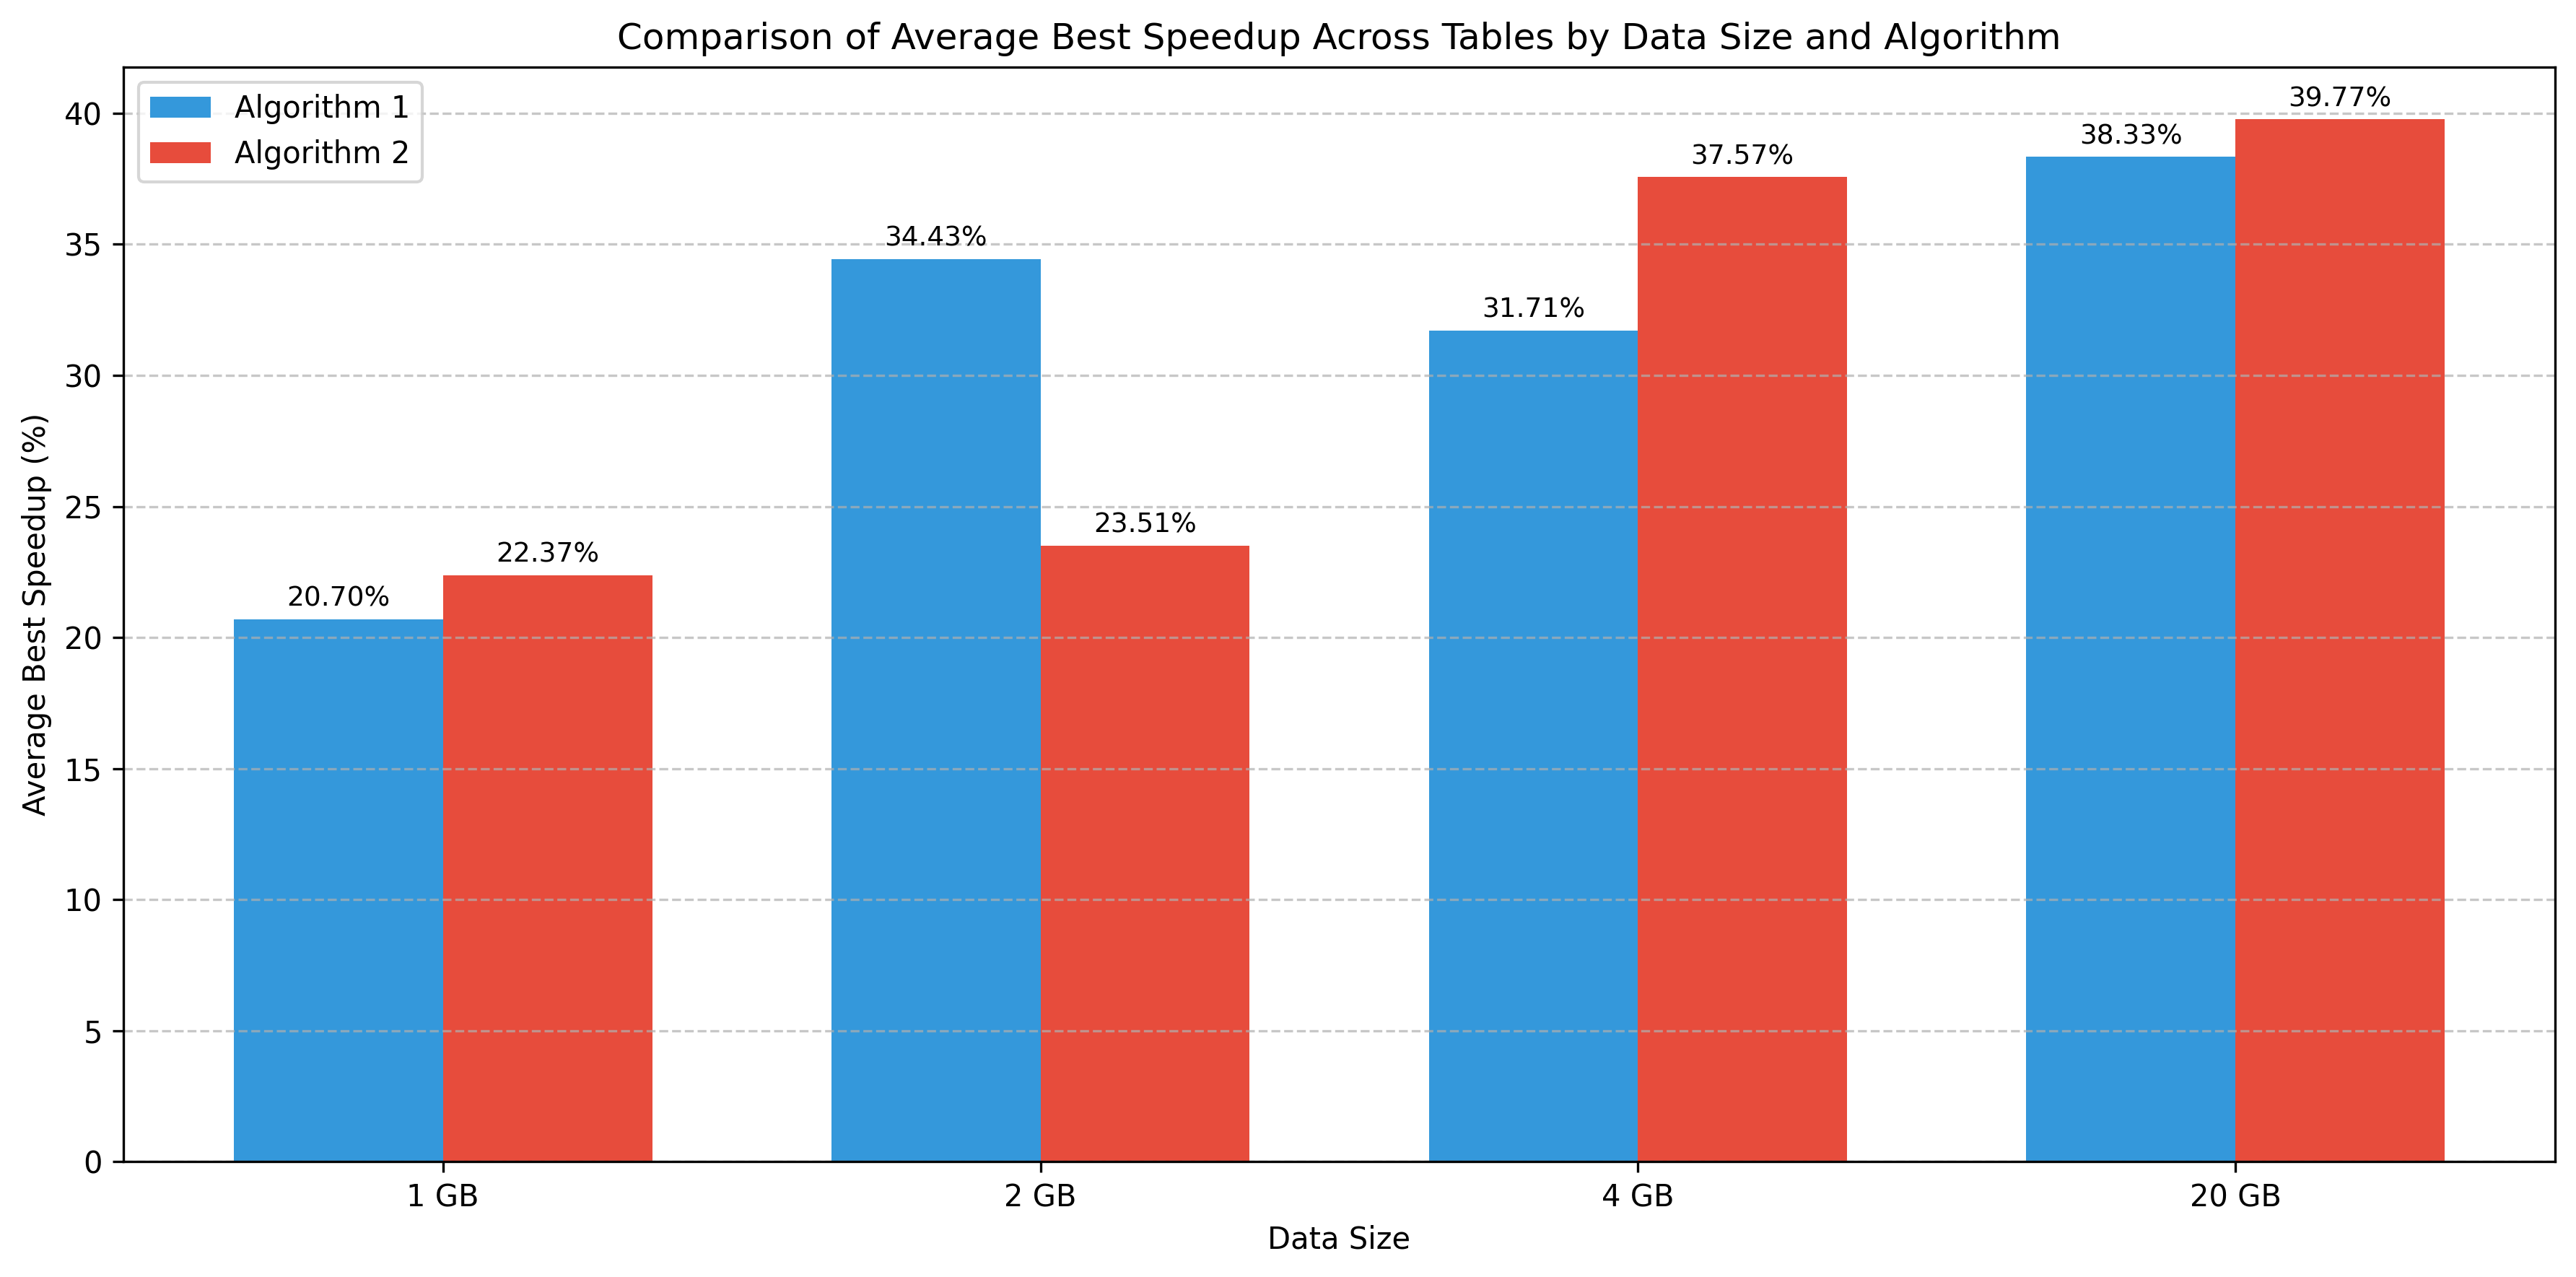 Comparison of Average Best Speedup Across Tables by Data Size and Algorithm
Algorithm 1
Algorithm 2
Average Best Speedup (%)
40
35
30
25
20
15
10
5
0
20.70%
22.37%
34.43%
23.51%
31.71%
37.57%
38.33%
39.77%
1 GB
2 GB
4 GB
20 GB
Data Size